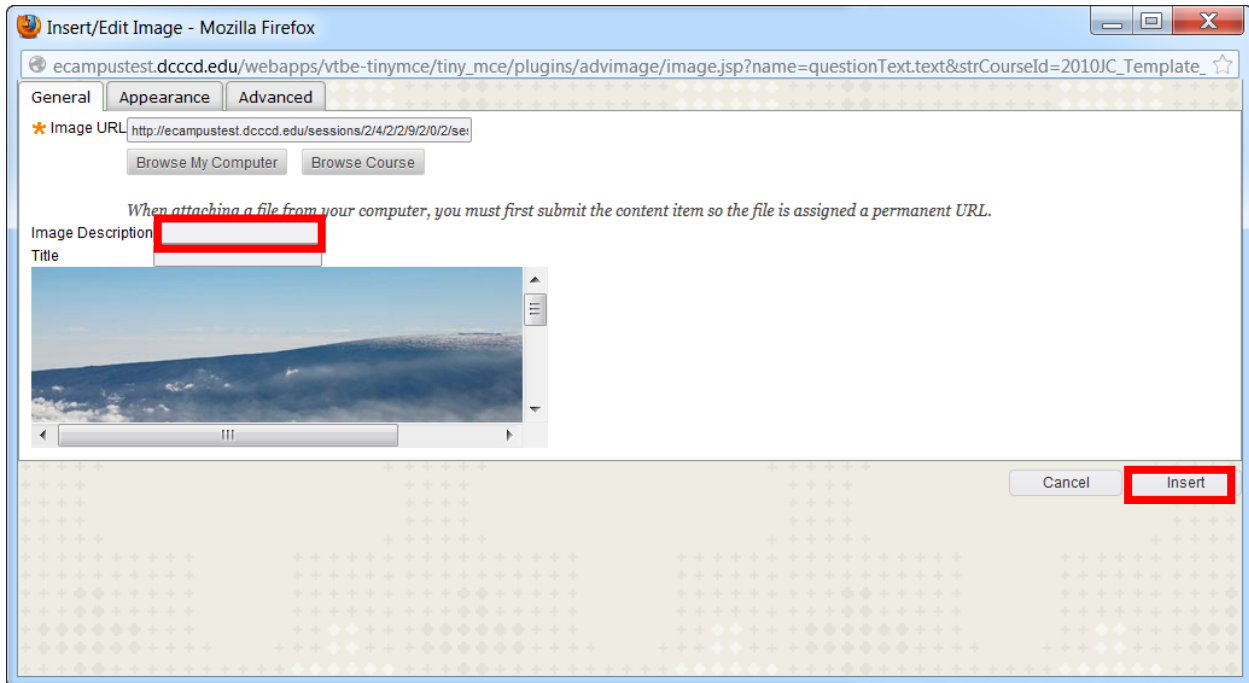 Insert/Edit Image - Mozilla Firefox
ecampustest.dcccd.edu/webapps/vtbe-tinymce/tiny_mce/plugins/advimage/image.jsp?name=questionText.text&strCourseId=2010JC_Template_
General Appearance Advanced
* Image URL http://ecampustest.dcccd.edu/sessions/2/4/2/2/9/2/0/2/ses
Browse My Computer Browse Course
When attaching a file from your computer, you must first submit the content item so the file is assigned a permanent URL.
Image Description
Title
Cancel Insert